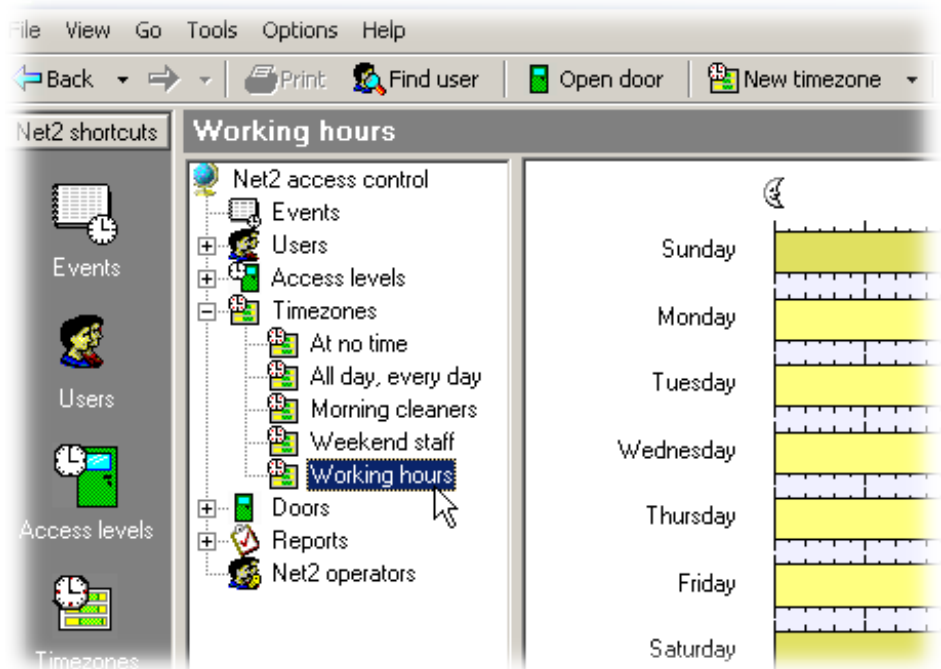 File View Go Tools Options Help
Back Print Find user Open door New timezone
Net2 shortcuts
Working hours
Events
Users
Access levels
Timezones
Net2 access control
Events
Users
Access levels
Timezones
At no time
All day, every day
Morning cleaners
Weekend staff
Working hours
Doors
Reports
Net2 operators
Sunday
Monday
Tuesday
Wednesday
Thursday
Friday
Saturday